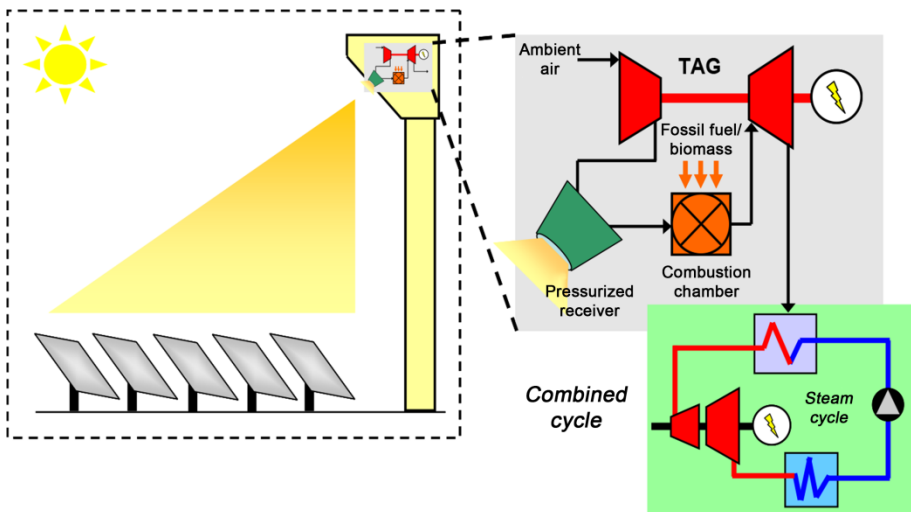 Ambient
air
TAG
Fossil fuel/
biomass
Combustion
chamber
Pressurized
receiver
Combined
cycle
Steam
cycle